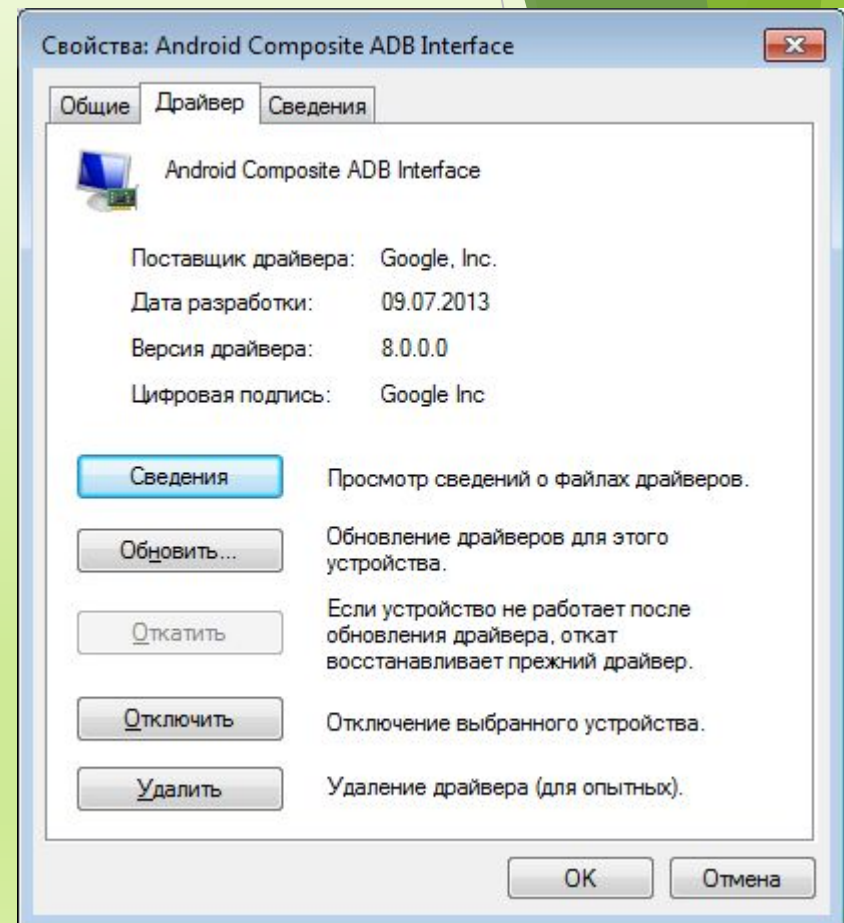 Свойства: Android Composite ADB Interface
Общие Драйвер Сведения
Android Composite ADB Interface
Поставщик драйвера: Google, Inc.
Дата разработки: 09.07.2013
Версия драйвера: 8.0.0.0
Цифровая подпись: Google Inc
Сведения Просмотр сведений о файлах драйверов.
Обновить... Обновление драйверов для этого
устройства.
Откатить Если устройство не работает после
обновления драйвера, откат
восстанавливает прежний драйвер.
Отключить Отключение выбранного устройства.
Удалить Удаление драйвера (для опытных).
ОК Отмена